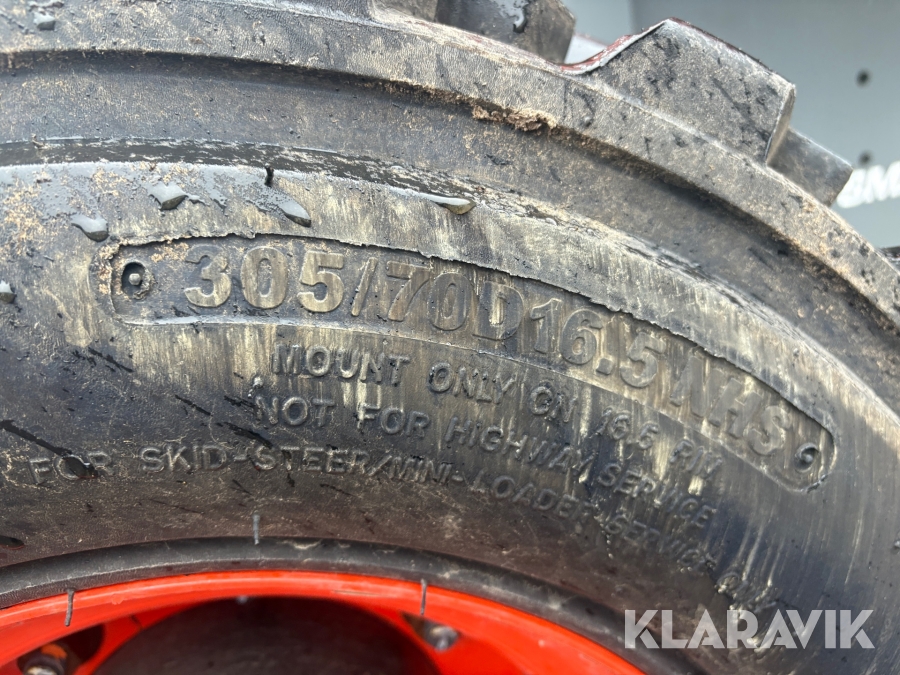 305/70D16.5 NHS
MOUNT ONLY ON 16.5 RIM
NOT FOR HIGHWAY SERVICE
FOR SKID-STEER/MINI-LOADER SERVICE ONLY
KLARAVIK